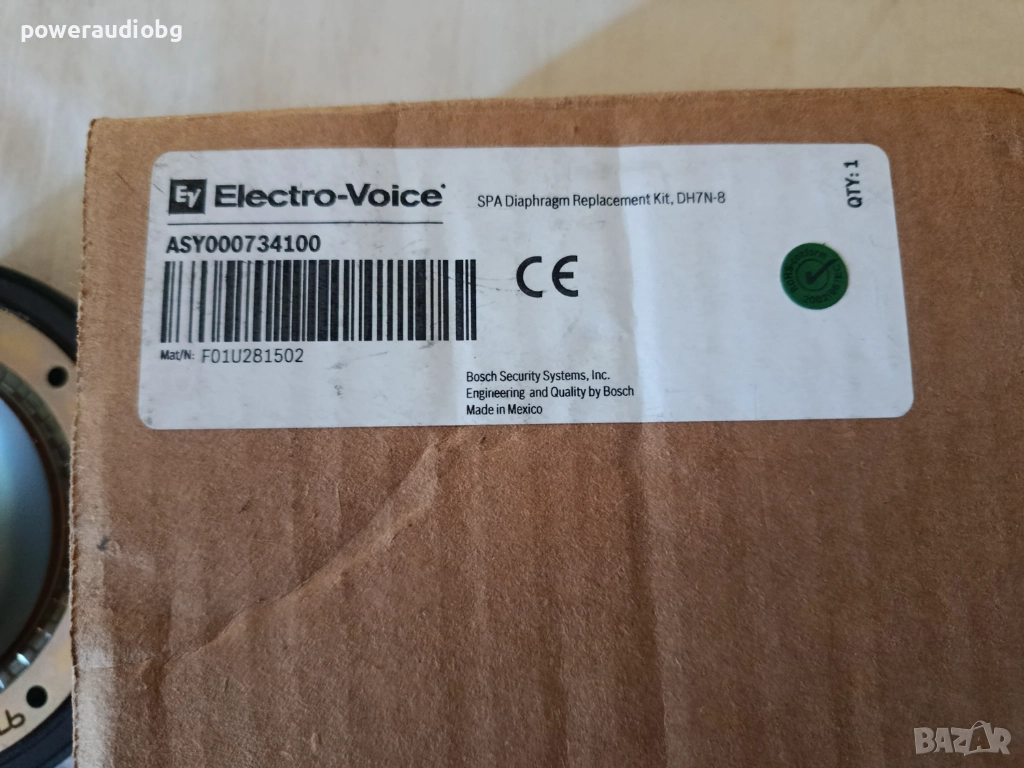 poweraudiobg
EV Electro-Voice
SPA Diaphragm Replacement Kit, DH7N-8
QTY: 1
ASY000734100
CE
Mat/N: F01U281502
Bosch Security Systems, Inc.
Engineering and Quality by Bosch
Made in Mexico
BAZAR